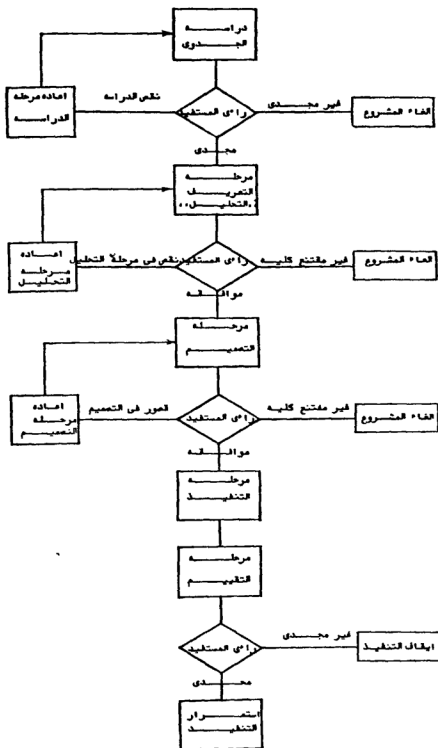 دراسة
الجدوى
اعادة مرحلة
الدراسة
نقص الدراسة
رأى المستفيد
غير مجدى
الغاء المشروع
مجدى
مرحلة
التعريف
"التحليل"
اعادة
مرحلة
التحليل
نقص فى مرحلة التحليل
رأى المستفيد
غير مقتنع كلية
الغاء المشروع
موافقه
مرحلة
التصميم
اعاده
مرحلة
التصميم
قصور فى التصميم
رأى المستفيد
غير مقتنع كلية
الغاء المشروع
موافقه
مرحلة
التنفيذ
مرحلة
التقييم
رأى المستفيد
غير مجدى
ايقاف التنفيذ
مجدى
استمرار
التنفيذ